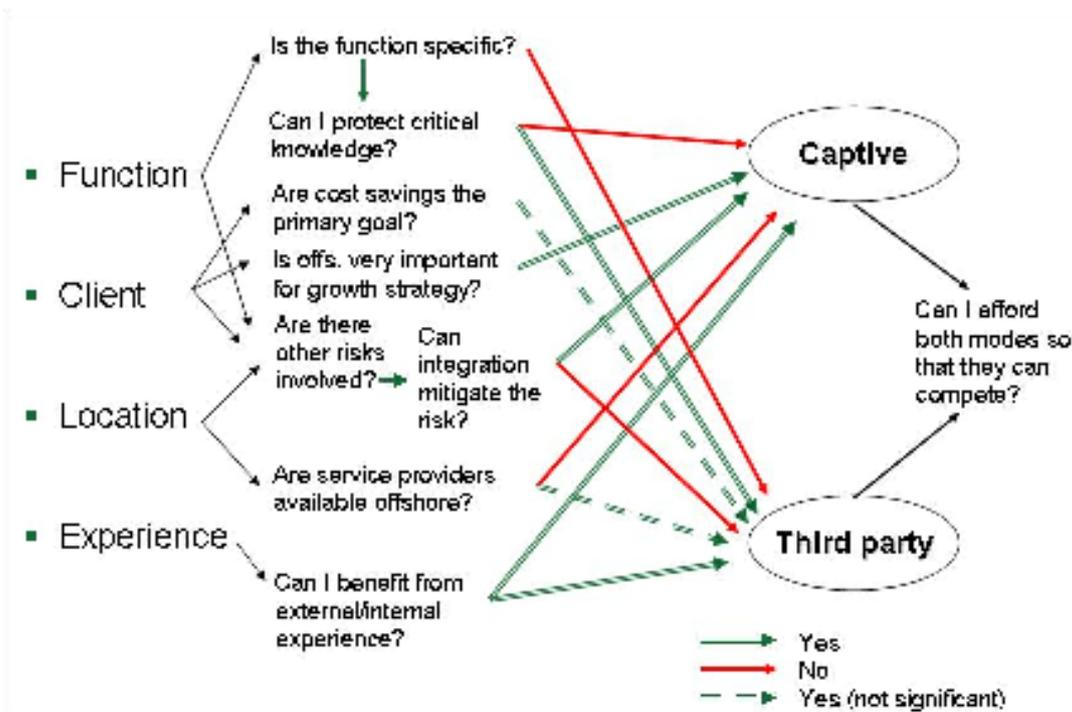 Function
Client
Location
Experience
Is the function specific?
Can I protect critical
knowledge?
Are cost savings the
primary goal?
Is offs. very important
for growth strategy?
Are there
other risks
involved?
Can
integration
mitigate the
risk?
Are service providers
available offshore?
Can I benefit from
external/internal
experience?
Captive
Third party
Can I afford
both modes so
that they can
compete?
Yes
No
Yes (not significant)